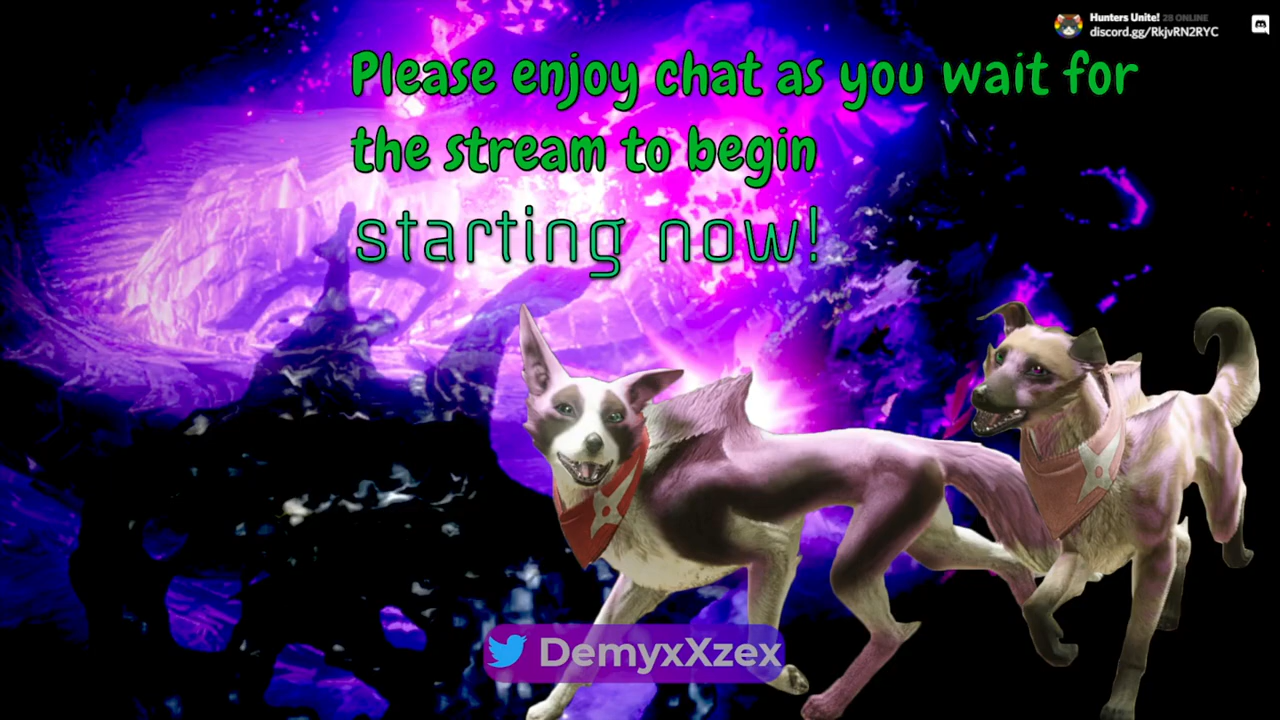 Hunters Unite! 28 ONLINE
discord.gg/RkjvRN2RYC
Please enjoy chat as you wait for
the stream to begin
starting now!
DemyxXzex